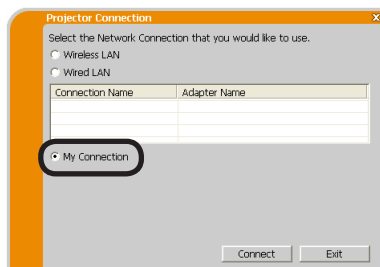 Projector Connection X
Select the Network Connection that you would like to use.
Wireless LAN
Wired LAN
Connection Name Adapter Name
My Connection
Connect Exit